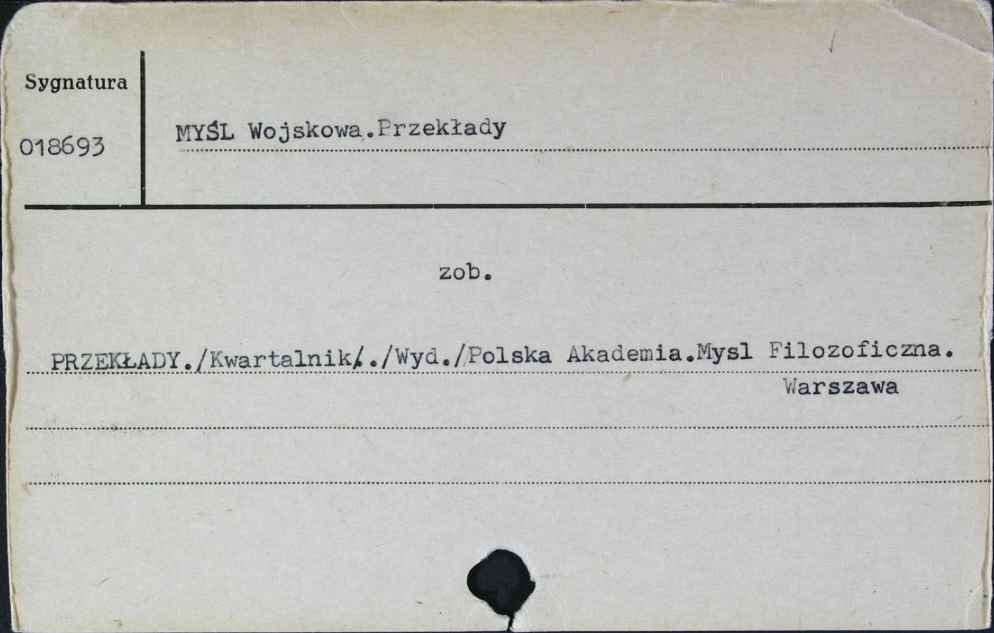 Sygnatura
018693
MYŚL Wojskowa.Przekłady
zob.
PRZEKŁADY./Kwartalnik/./Wyd./Polska Akademia.Mysl Filozoficzna.
Warszawa